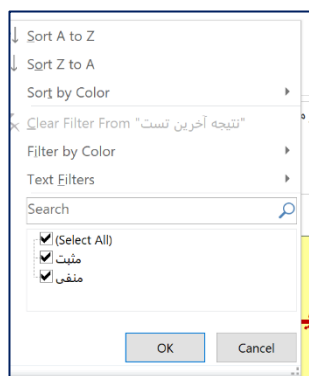 Sort A to Z
Sort Z to A
Sort by Color
Clear Filter From "نتیجه آخرین تست"
Filter by Color
Text Filters
Search
(Select All)
مثبت
منفی
OK
Cancel